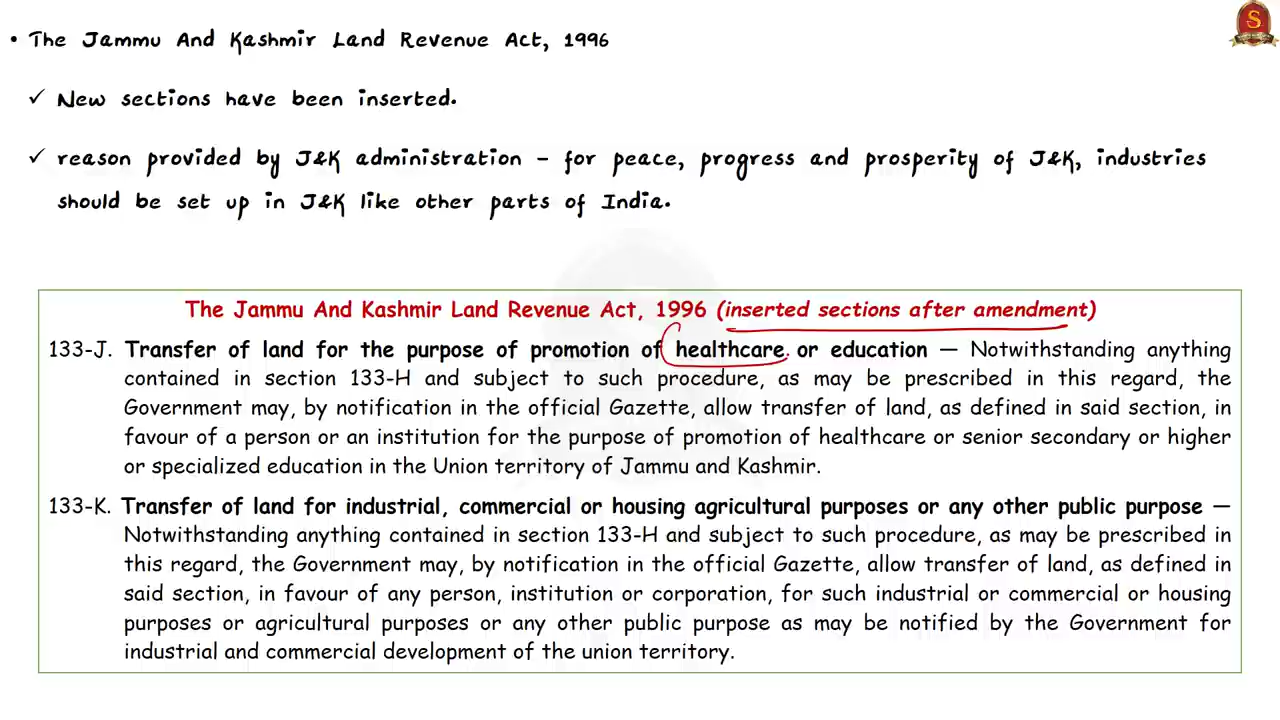 • The Jammu And Kashmir Land Revenue Act, 1996
✓ New sections have been inserted.
✓ reason provided by J&K administration – for peace, progress and prosperity of J&K, industries
should be set up in J&K like other parts of India.
S
The Jammu And Kashmir Land Revenue Act, 1996 (inserted sections after amendment)
133-J. Transfer of land for the purpose of promotion of healthcare or education — Notwithstanding anything
contained in section 133-H and subject to such procedure, as may be prescribed in this regard, the
Government may, by notification in the official Gazette, allow transfer of land, as defined in said section, in
favour of a person or an institution for the purpose of promotion of healthcare or senior secondary or higher
or specialized education in the Union territory of Jammu and Kashmir.
133-K. Transfer of land for industrial, commercial or housing agricultural purposes or any other public purpose —
Notwithstanding anything contained in section 133-H and subject to such procedure, as may be prescribed in
this regard, the Government may, by notification in the official Gazette, allow transfer of land, as defined in
said section, in favour of any person, institution or corporation, for such industrial or commercial or housing
purposes or agricultural purposes or any other public purpose as may be notified by the Government for
industrial and commercial development of the union territory.